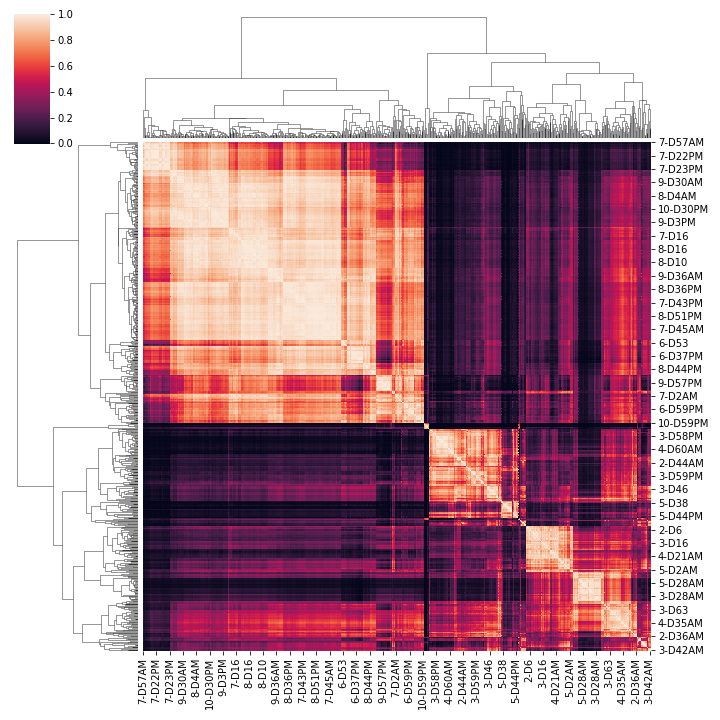 1.0
0.8
0.6
0.4
0.2
0.0
7-D57AM
7-D22PM
7-D23PM
9-D30AM
8-D4AM
10-D30PM
9-D3PM
7-D16
8-D16
8-D10
9-D36AM
8-D36PM
7-D43PM
8-D51PM
7-D45AM
6-D53
6-D37PM
8-D44PM
9-D57PM
7-D2AM
6-D59PM
10-D59PM
3-D58PM
4-D60AM
2-D44AM
3-D59PM
3-D46
5-D38
5-D44PM
2-D6
3-D16
4-D21AM
5-D2AM
5-D28AM
3-D28AM
3-D63
4-D35AM
2-D36AM
3-D42AM
7-D57AM
7-D22PM
7-D23PM
9-D30AM
8-D4AM
10-D30PM
9-D3PM
7-D16
8-D16
8-D10
9-D36AM
8-D36PM
7-D43PM
8-D51PM
7-D45AM
6-D53
6-D37PM
8-D44PM
9-D57PM
7-D2AM
6-D59PM
10-D59PM
3-D58PM
4-D60AM
2-D44AM
3-D59PM
3-D46
5-D38
5-D44PM
2-D6
3-D16
4-D21AM
5-D2AM
5-D28AM
3-D28AM
3-D63
4-D35AM
2-D36AM
3-D42AM